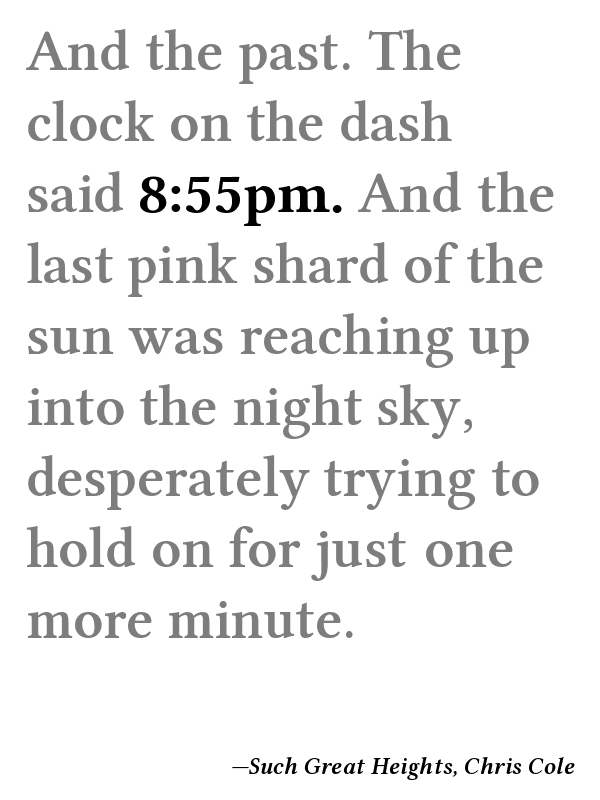 And the past. The
clock on the dash
said 8:55pm. And the
last pink shard of the
sun was reaching up
into the night sky,
desperately trying to
hold on for just one
more minute.
—Such Great Heights, Chris Cole